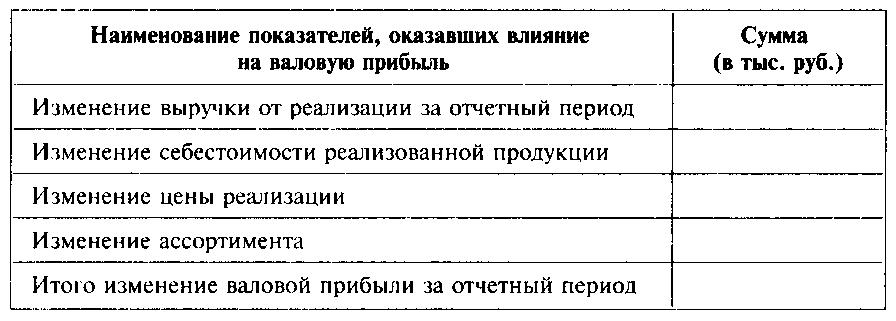 Наименование показателей, оказавших влияние
на валовую прибыль
Сумма
(в тыс. руб.)
Изменение выручки от реализации за отчетный период
Изменение себестоимости реализованной продукции
Изменение цены реализации
Изменение ассортимента
Итого изменение валовой прибыли за отчетный период